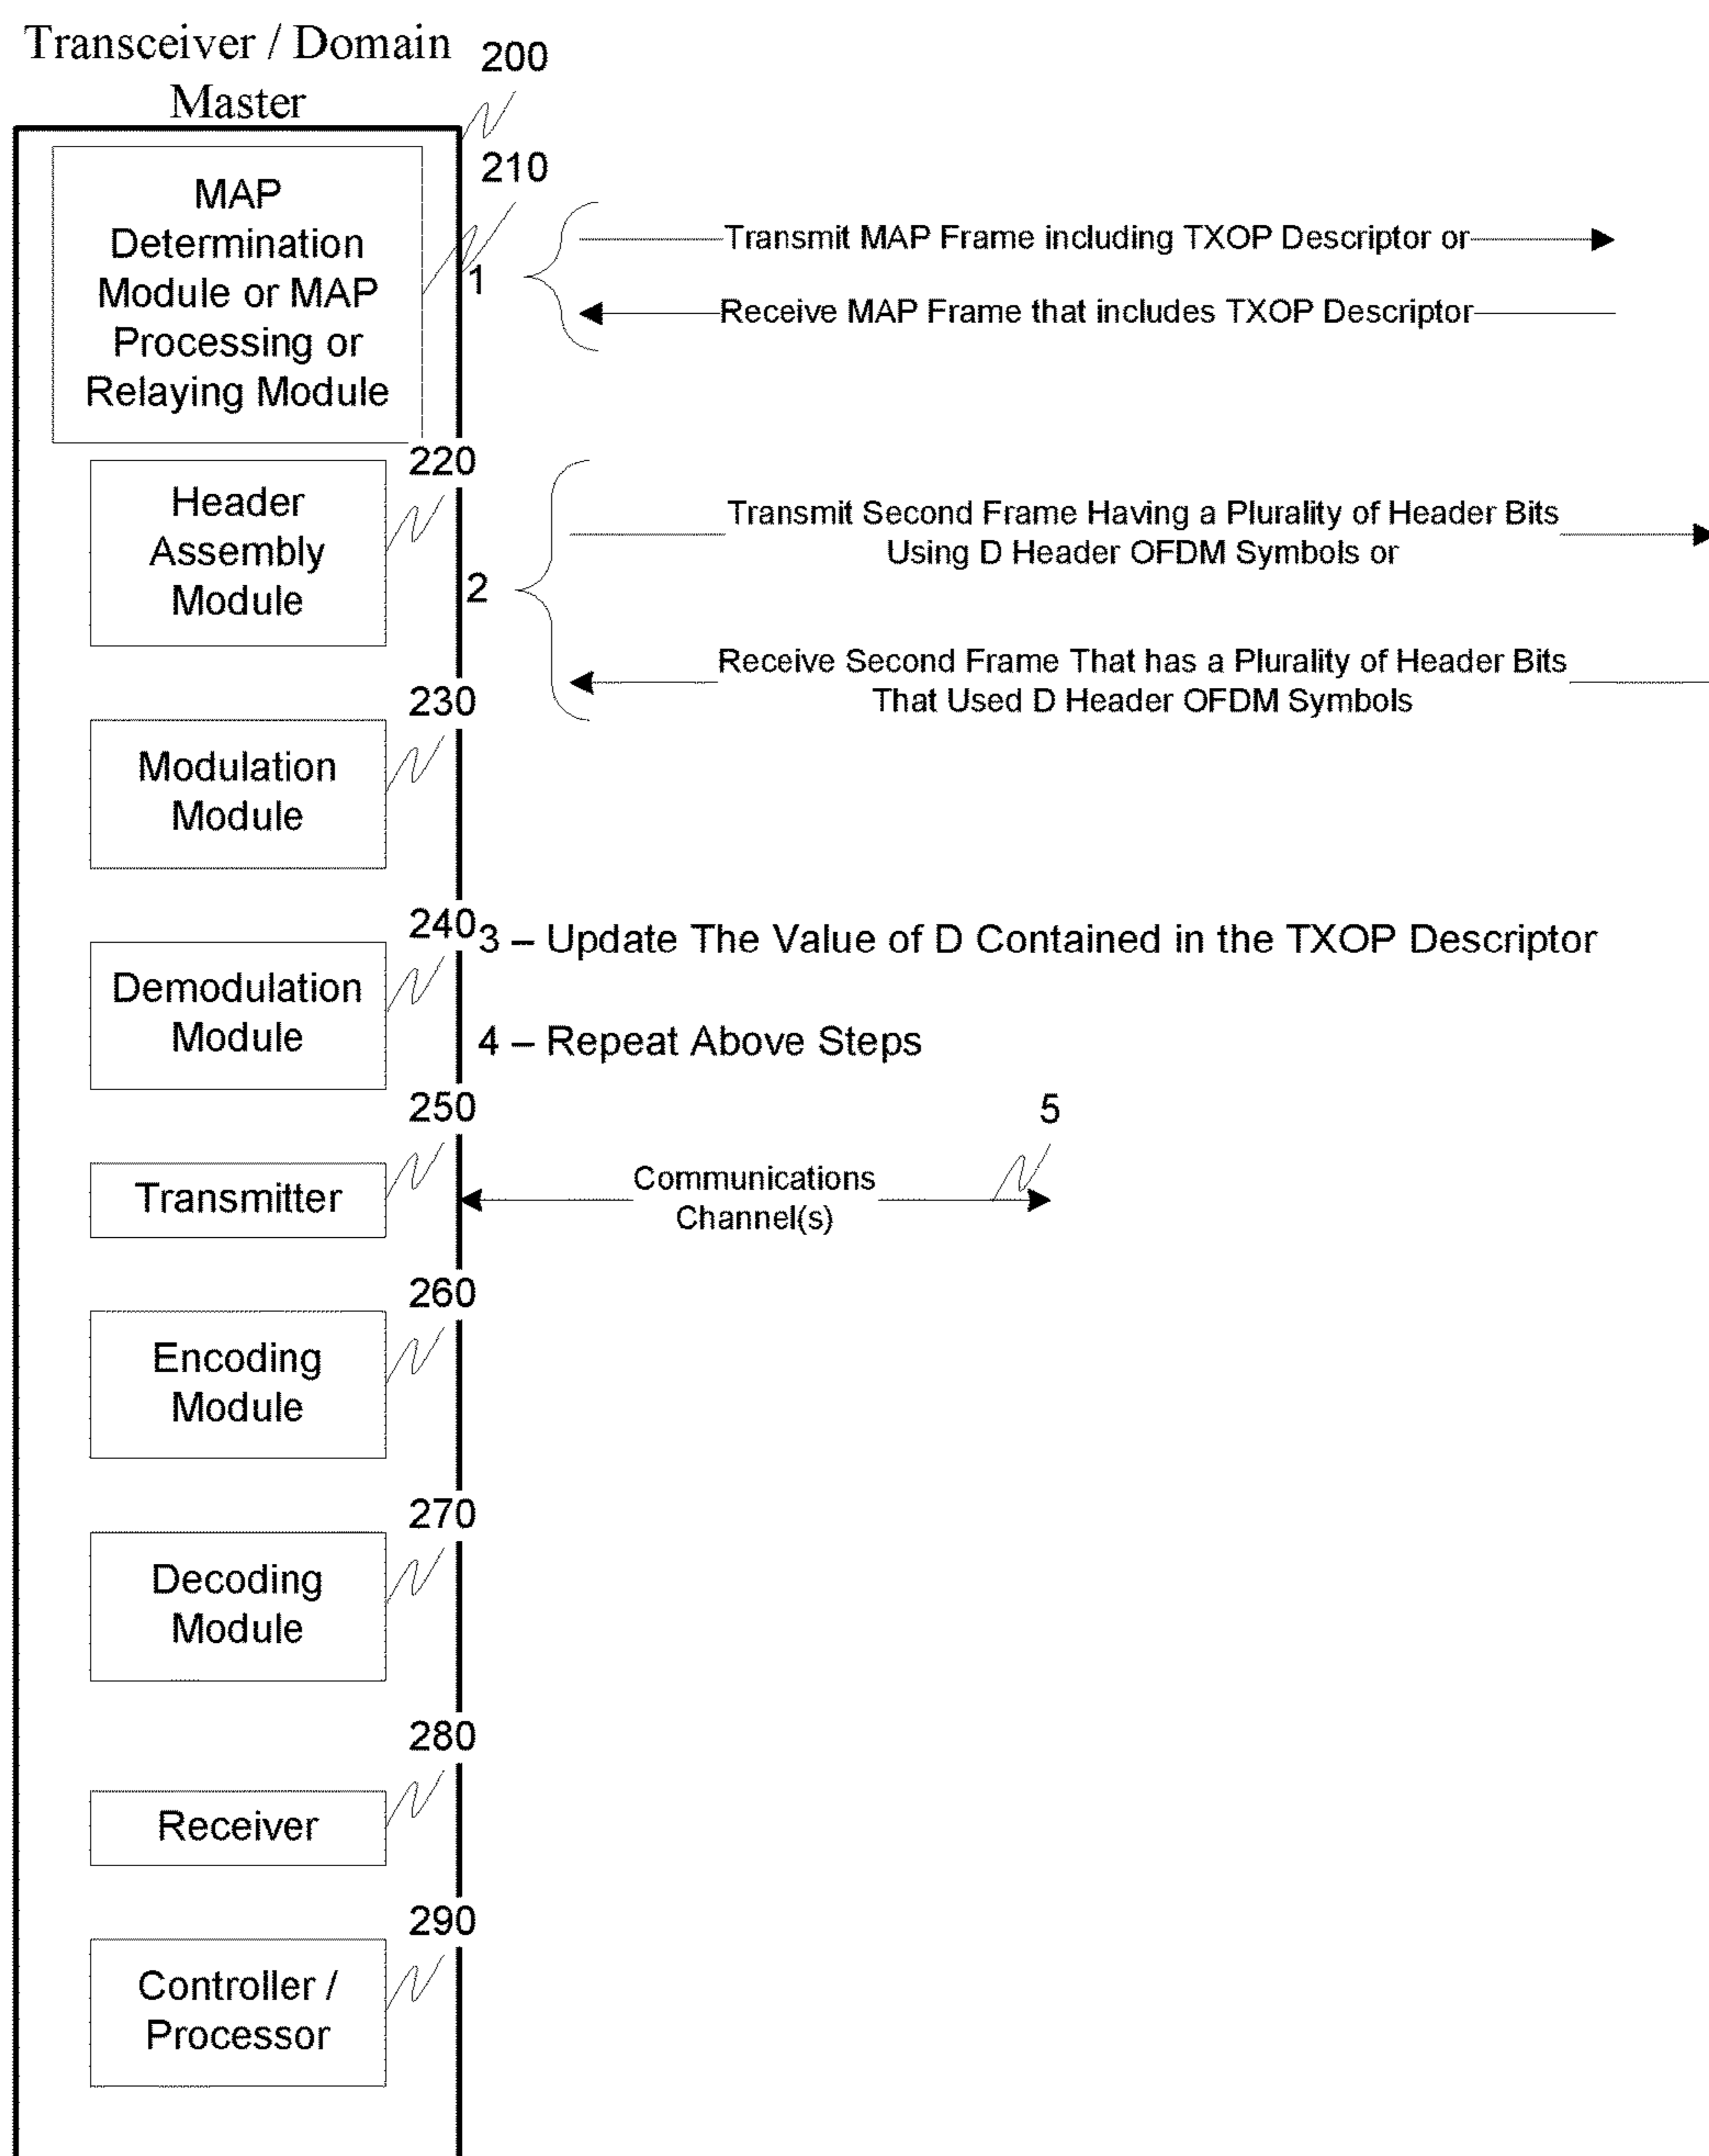 Transceiver / Domain
Master
200
210
MAP
Determination
Module or MAP
Processing or
Relaying Module
1
Transmit MAP Frame including TXOP Descriptor or
Receive MAP Frame that includes TXOP Descriptor
220
Header
Assembly
Module
2
Transmit Second Frame Having a Plurality of Header Bits
Using D Header OFDM Symbols or
Receive Second Frame That has a Plurality of Header Bits
That Used D Header OFDM Symbols
230
Modulation
Module
240
3 – Update The Value of D Contained in the TXOP Descriptor
Demodulation
Module
4 – Repeat Above Steps
250
5
Transmitter
Communications
Channel(s)
260
Encoding
Module
270
Decoding
Module
280
Receiver
290
Controller /
Processor